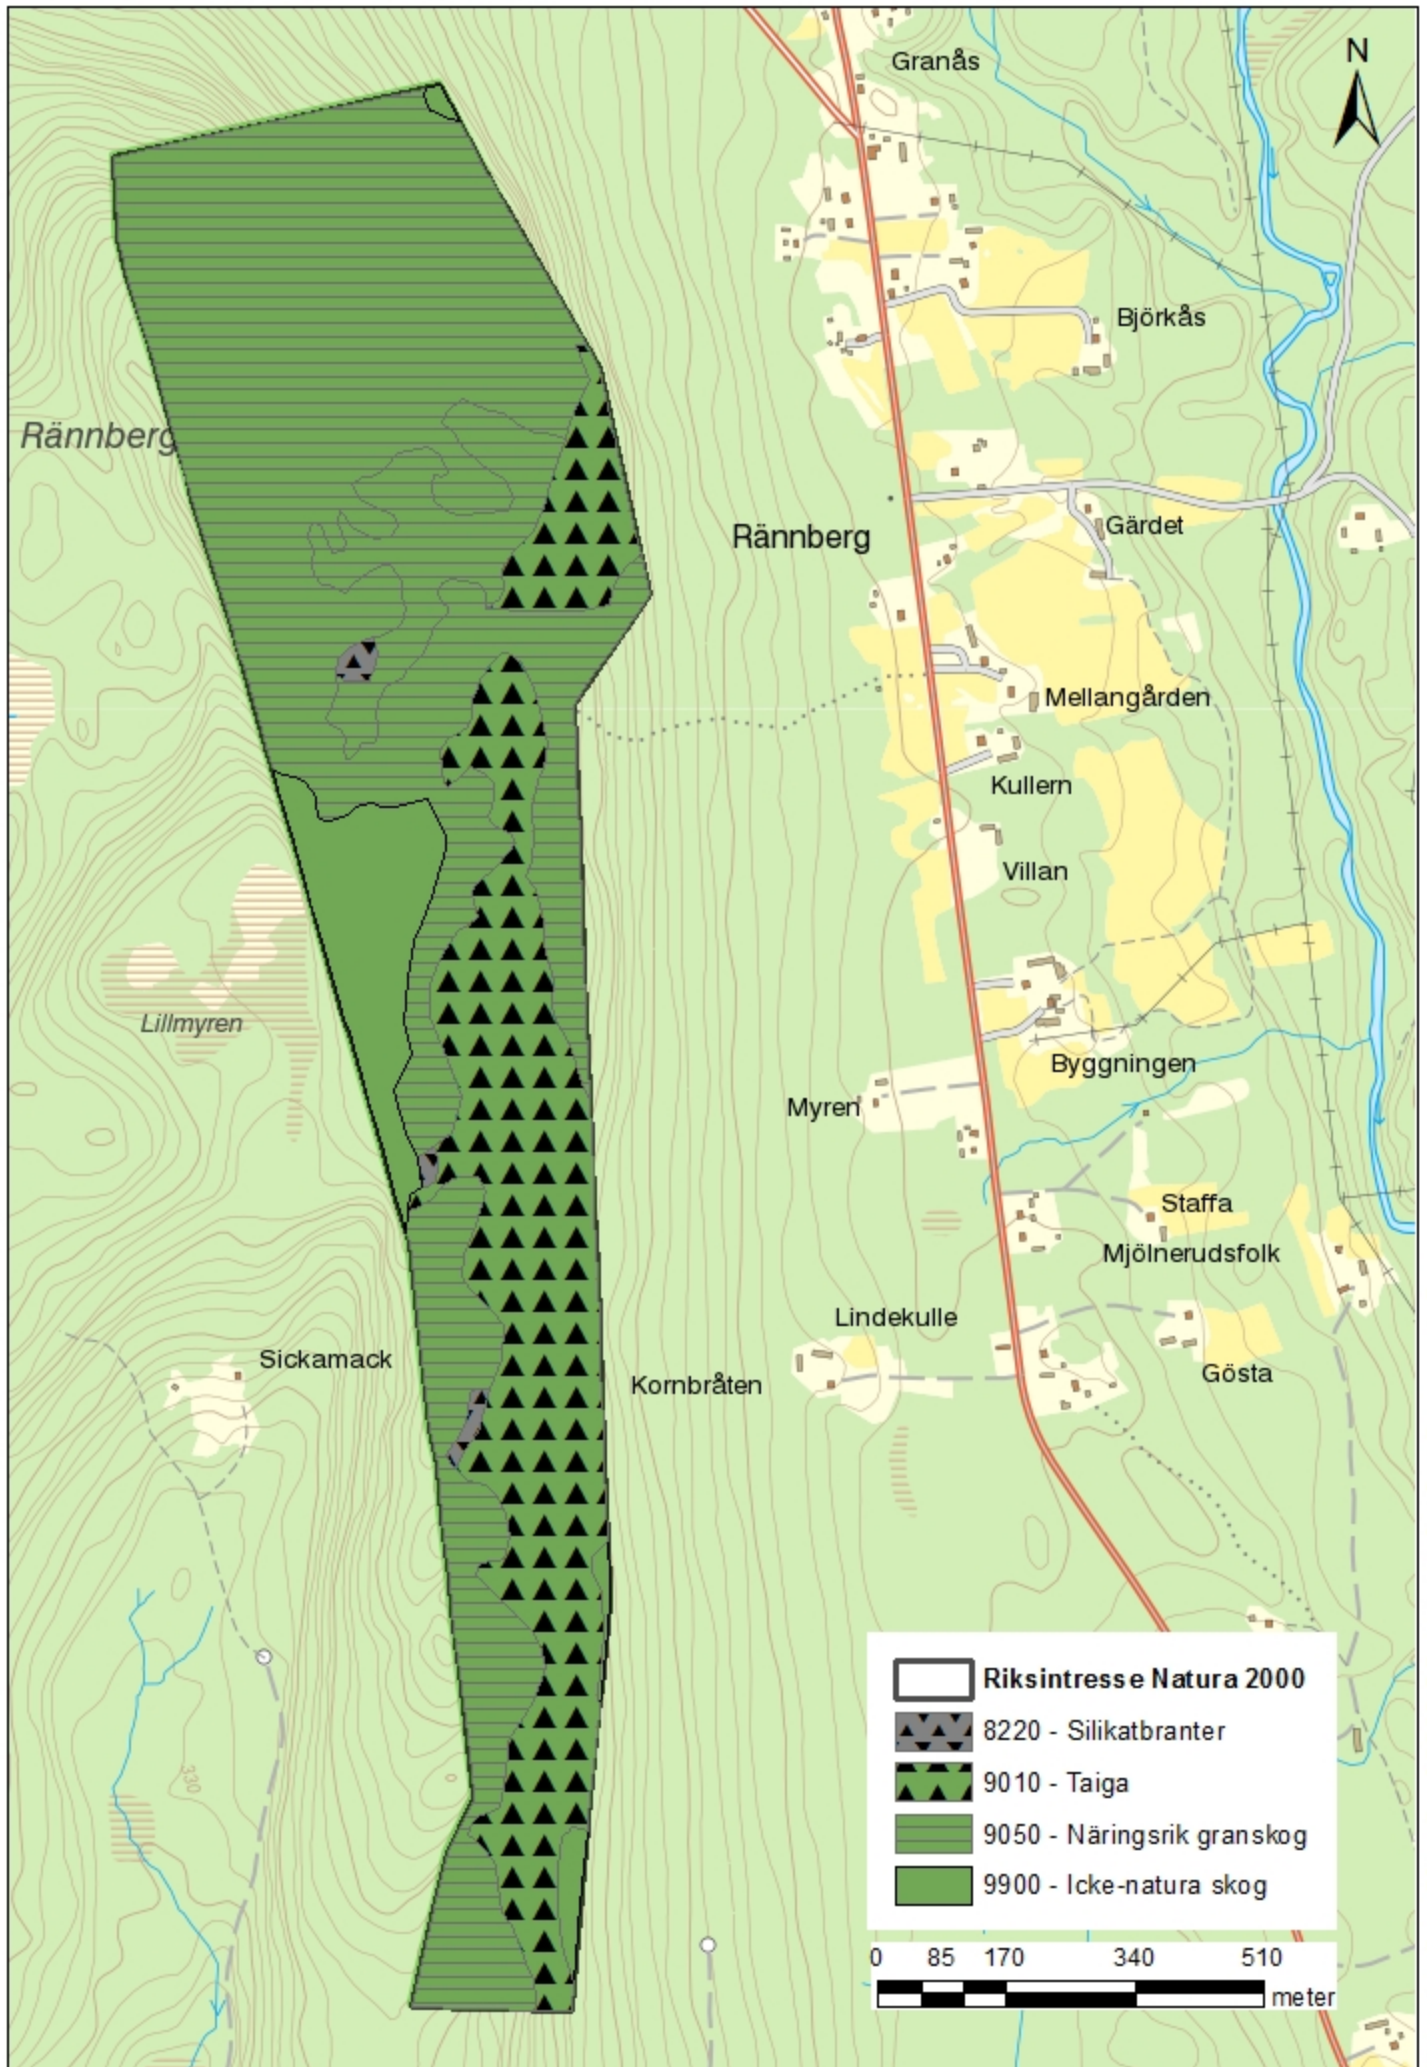 N
Granås
Björkås
Rännberg
Gärdet
Rännberg
Mellangården
Kullern
Villan
Lillmyren
Byggningen
Myren
Staffa
Mjölnerudsfolk
Lindekulle
Sickamack
Kornbråten
Gösta
330
Riksintresse Natura 2000
8220 - Silikatbranter
9010 - Taiga
9050 - Näringsrik granskog
9900 - Icke-natura skog
0 85 170 340 510
meter